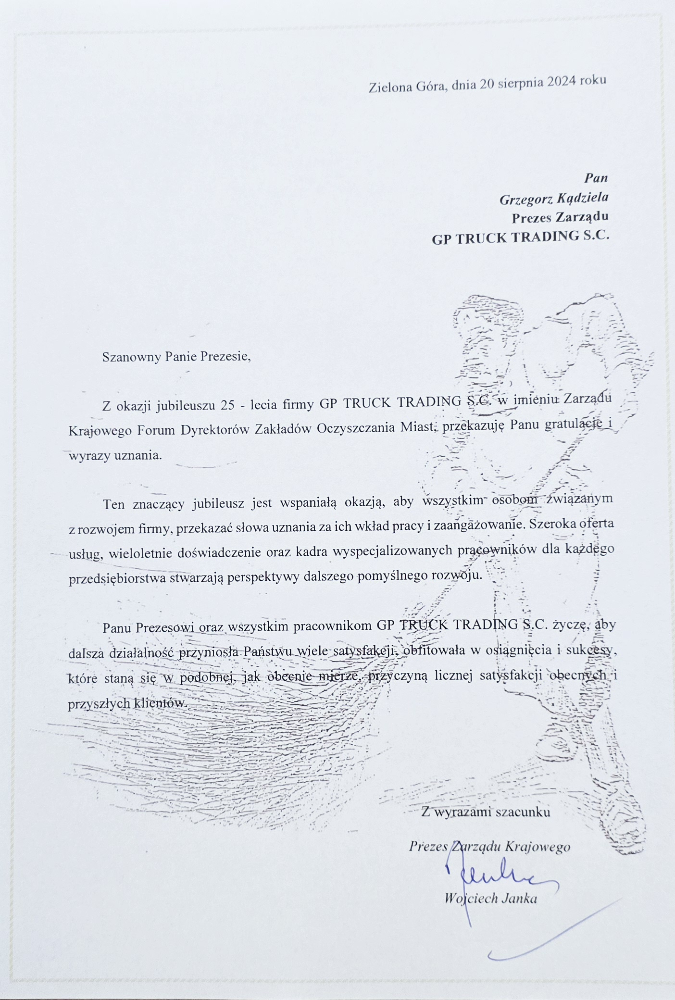 Zielona Góra, dnia 20 sierpnia 2024 roku
Pan
Grzegorz Kądziela
Prezes Zarządu
GP TRUCK TRADING S.C.
Szanowny Panie Prezesie,
Z okazji jubileuszu 25 - lecia firmy GP TRUCK TRADING S.C. w imieniu Zarządu
Krajowego Forum Dyrektorów Zakładów Oczyszczania Miast, przekazuję Panu gratulacje i
wyrazy uznania.
Ten znaczący jubileusz jest wspaniałą okazją, aby wszystkim osobom związanym
z rozwojem firmy, przekazać słowa uznania za ich wkład pracy i zaangażowanie. Szeroka oferta
usług, wieloletnie doświadczenie oraz kadra wyspecjalizowanych pracowników dla każdego
przedsiębiorstwa stwarzają perspektywy dalszego pomyślnego rozwoju.
Panu Prezesowi oraz wszystkim pracownikom GP TRUCK TRADING S.C. życzę, aby
dalsza działalność przyniosła Państwu wiele satysfakcji, obfitowała w osiągnięcia i sukcesy,
które staną się w podobnej, jak obecnie mierze, przyczyną licznej satysfakcji obecnych i
przyszłych klientów.
Z wyrazami szacunku
Prezes Zarządu Krajowego
Wojciech Janka